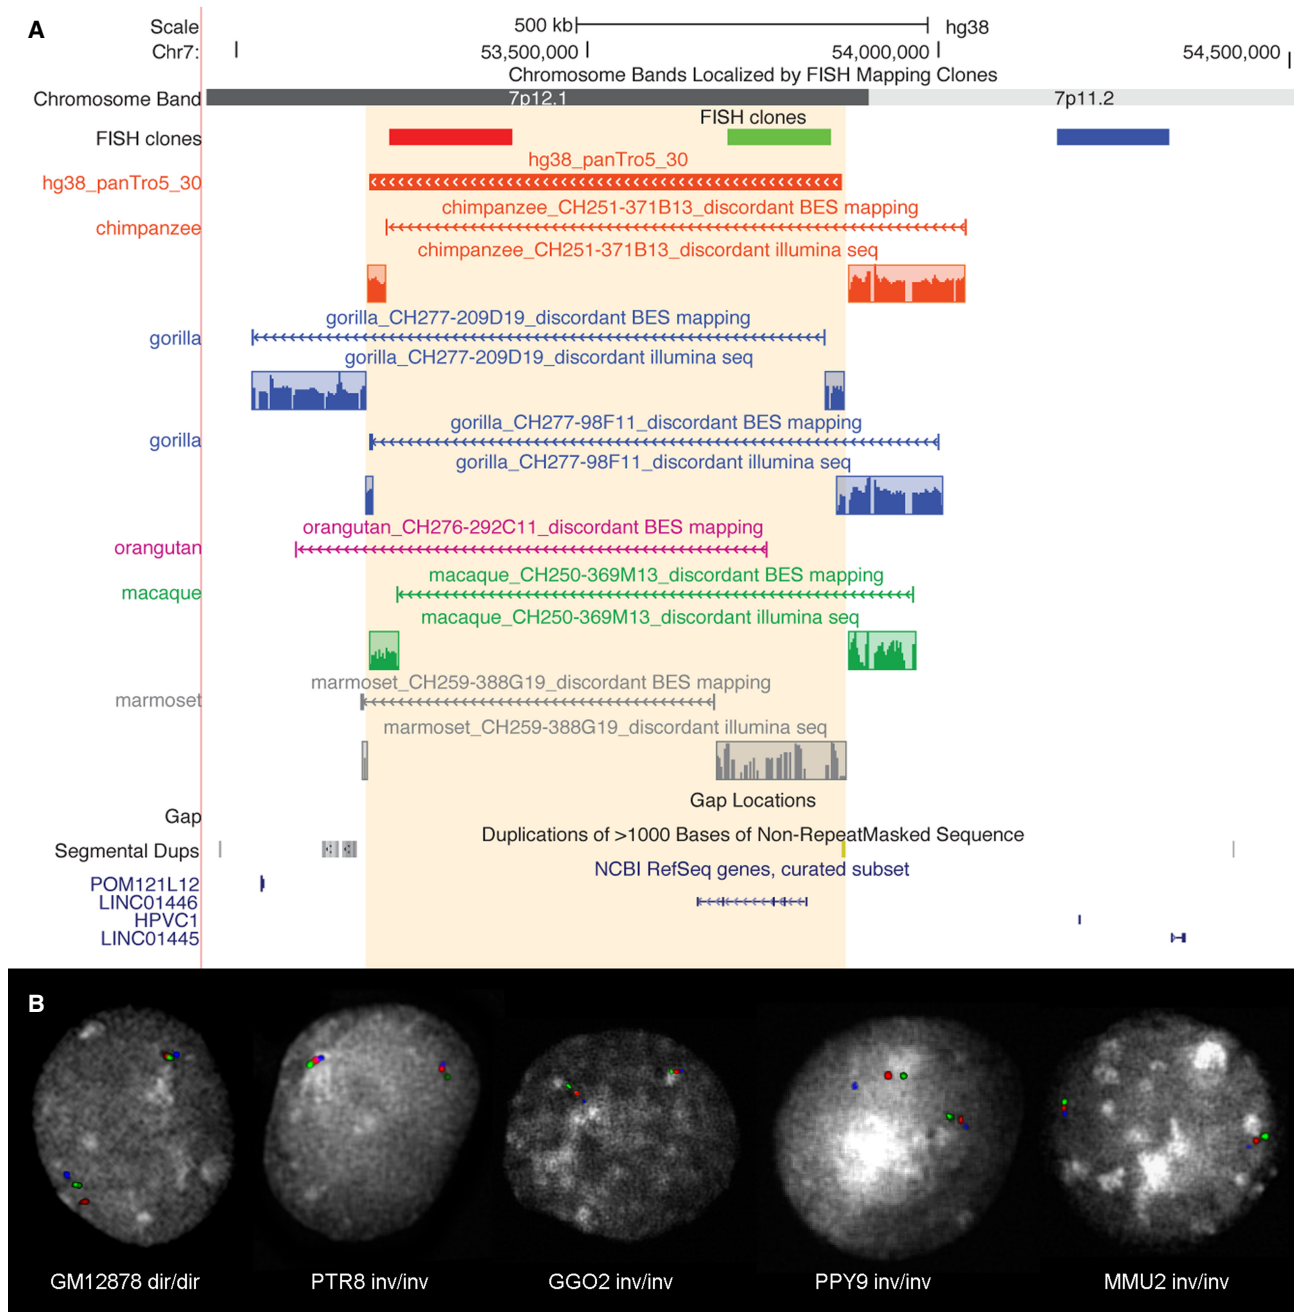 A
Scale 500 kb hg38
Chr7: 53,500,000 54,000,000 54,500,000
Chromosome Bands Localized by FISH Mapping Clones
Chromosome Band 7p12.1 7p11.2
FISH clones
FISH clones
hg38_panTro5_30
hg38_panTro5_30
chimpanzee_CH251-371B13_discordant BES mapping
chimpanzee
chimpanzee_CH251-371B13_discordant illumina seq
gorilla_CH277-209D19_discordant BES mapping
gorilla
gorilla_CH277-209D19_discordant illumina seq
gorilla_CH277-98F11_discordant BES mapping
gorilla
gorilla_CH277-98F11_discordant illumina seq
orangutan_CH276-292C11_discordant BES mapping
orangutan
macaque_CH250-369M13_discordant BES mapping
macaque
macaque_CH250-369M13_discordant illumina seq
marmoset_CH259-388G19_discordant BES mapping
marmoset
marmoset_CH259-388G19_discordant illumina seq
Gap Locations
Gap
Duplications of >1000 Bases of Non-RepeatMasked Sequence
Segmental Dups
NCBI RefSeq genes, curated subset
POM121L12
LINC01446
HPVC1
LINC01445
B
GM12878 dir/dir PTR8 inv/inv GGO2 inv/inv PPY9 inv/inv MMU2 inv/inv